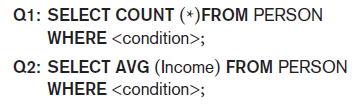 Q1: SELECT COUNT (*)FROM PERSON
WHERE <condition>;
Q2: SELECT AVG (Income) FROM PERSON
WHERE <condition>;